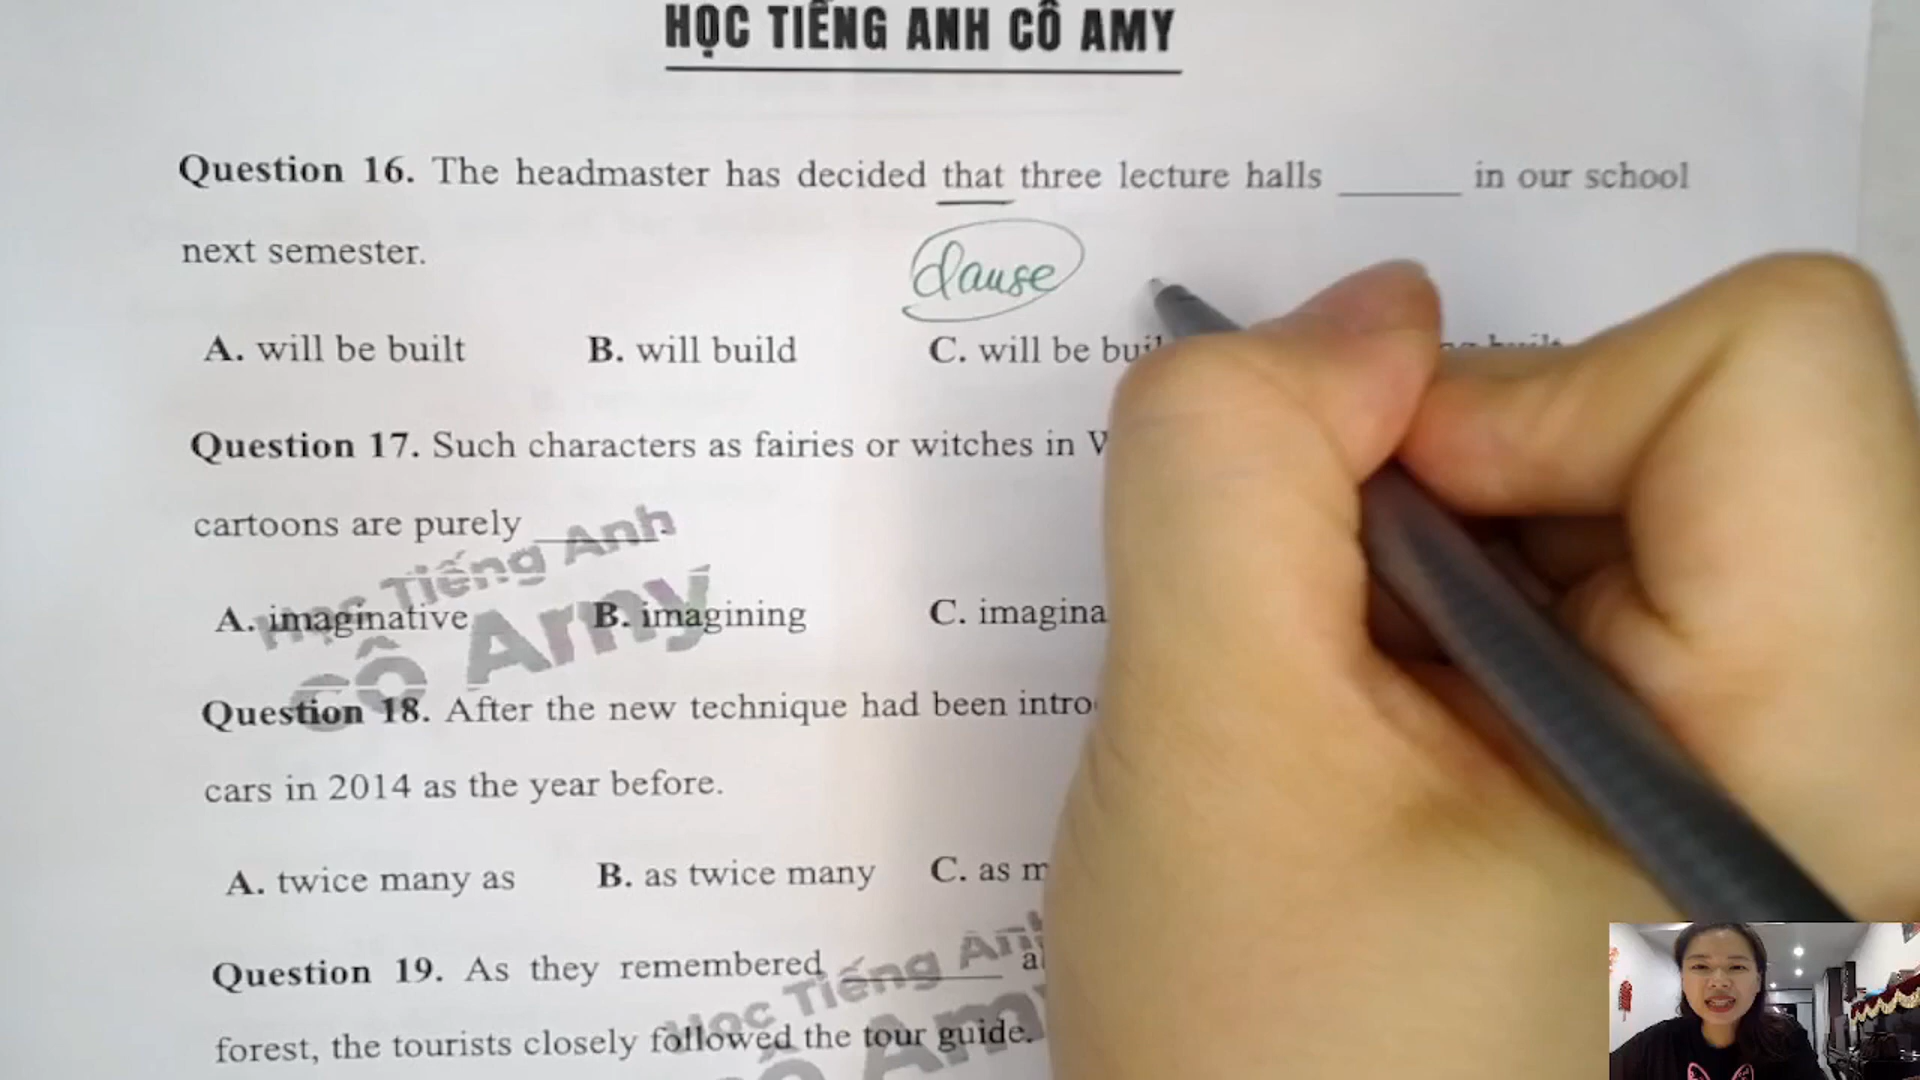 HỌC TIẾNG ANH CÔ AMY
Question 16. The headmaster has decided that three lecture halls ______ in our school
next semester.
clause
A. will be built B. will build C. will be built
Question 17. Such characters as fairies or witches in
cartoons are purely ______.
Học Tiếng Anh
Cô Amy
A. imaginative B. imagining C.
Question 18. After the new technique had been
cars in 2014 as the year before.
A. twice many as B. as twice many C. as
Question 19. As they remembered ______
Học Tiếng Anh
forest, the tourists closely followed the tour guide.